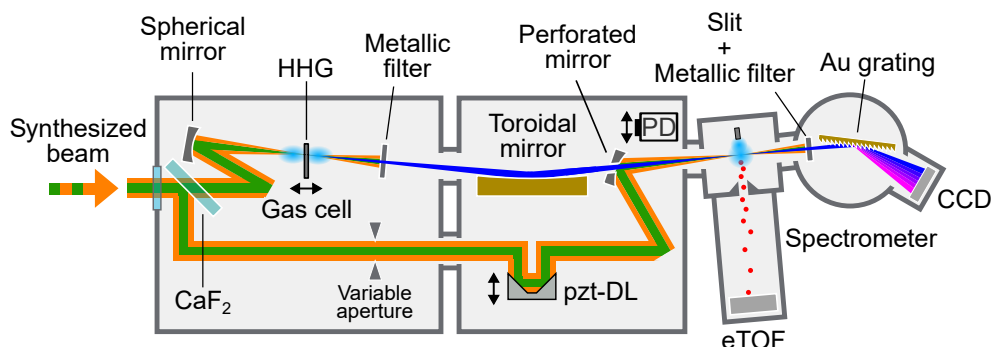 Spherical
mirror
HHG
Metallic
filter
Perforated
mirror
Slit
+
Metallic filter
Au grating
Synthesized
beam
Toroidal
mirror
PD
Gas cell
CCD
Spectrometer
CaF₂
Variable
aperture
pzt-DL
eTOF